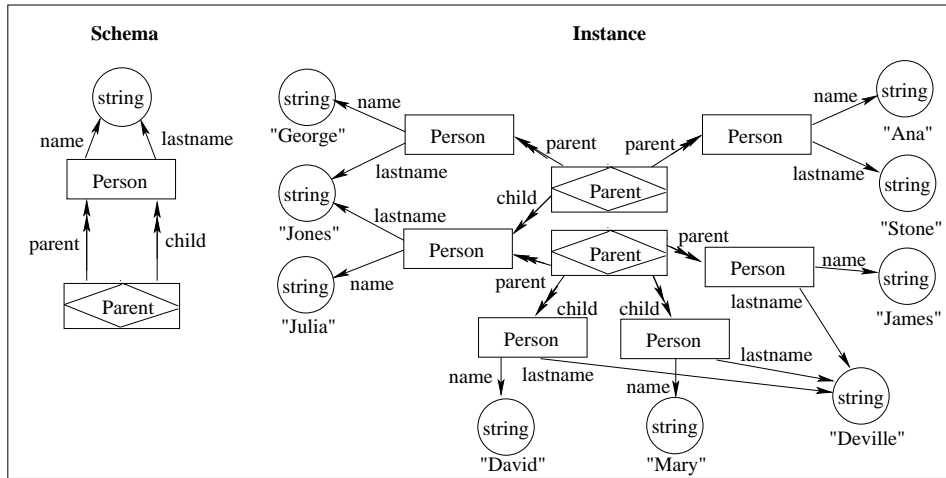 Schema
string
name
lastname
Person
parent
child
Parent
Instance
string
name
"George"
Person
lastname
parent
parent
Person
name
string
"Ana"
lastname
string
"Stone"
Parent
child
string
"Jones"
lastname
Person
name
string
"Julia"
Parent
parent
parent
Person
name
string
"James"
lastname
child
child
Person
Person
name
lastname
name
lastname
string
"David"
string
"Mary"
string
"Deville"